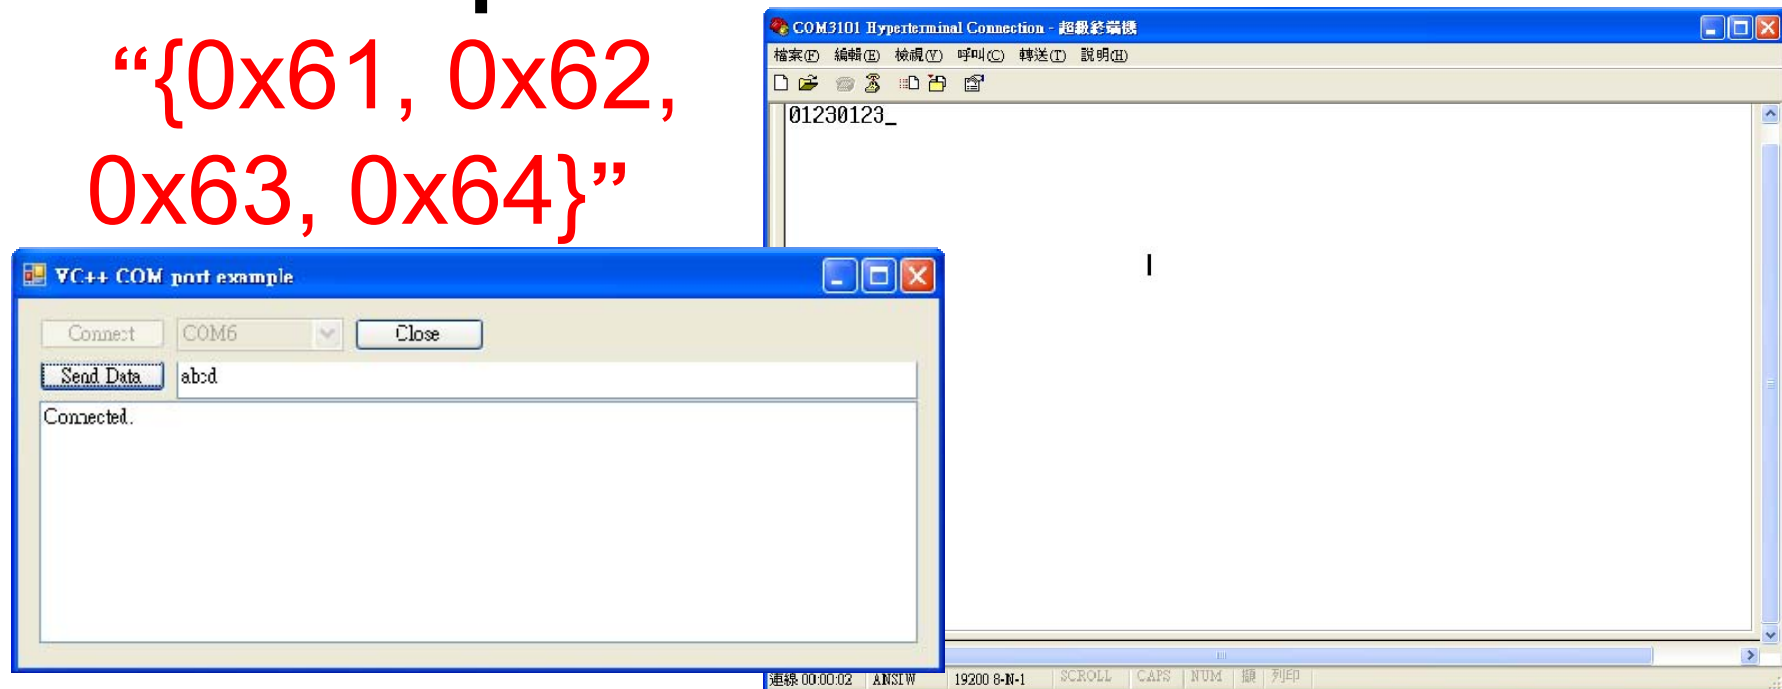 “{0x61, 0x62,
0x63, 0x64}”
COM3101 Hyperterminal Connection - 超級終端機
檔案(F) 編輯(E) 檢視(V) 呼叫(C) 轉送(T) 說明(H)
01230123_
VC++ COM port example
Connect COM6 Close
Send Data abcd
Connected.
連線 00:00:02 ANSIW 19200 8-N-1 SCROLL CAPS NUM 擷 列印